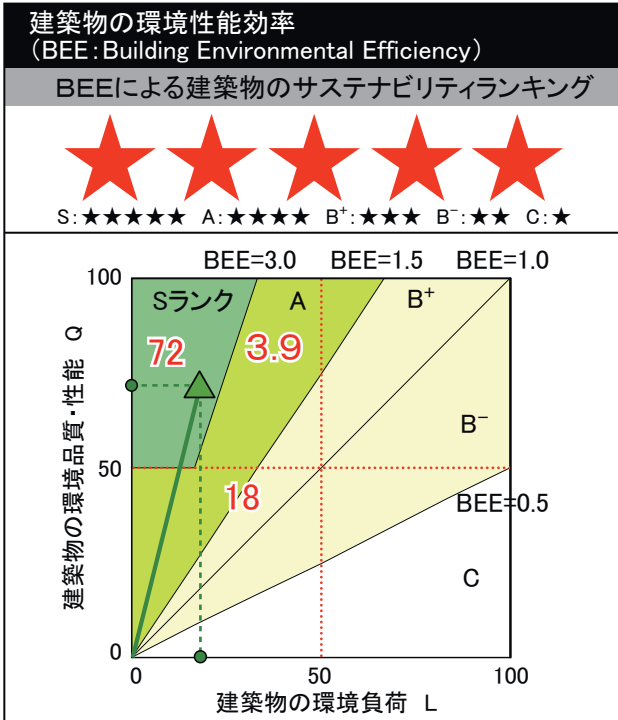 建築物の環境性能効率
（BEE：Building Environmental Efficiency）
BEEによる建築物のサステナビリティランキング
S：★★★★★ A：★★★★ B⁺：★★★ B⁻：★★ C：★
BEE=3.0 BEE=1.5 BEE=1.0
100
Sランク A B⁺
72 3.9
建築物の環境品質・性能 Q
B⁻
50
18
BEE=0.5
C
0
0 50 100
建築物の環境負荷 L